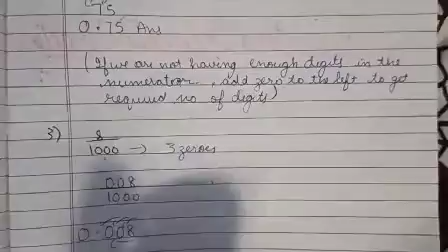 75
0.75 Ans
(If we are not having enough digits in the
numerator, add zero to the left to get
required no of digits)
3) 8
1000 → 3 zeroes
008
1000
0.008